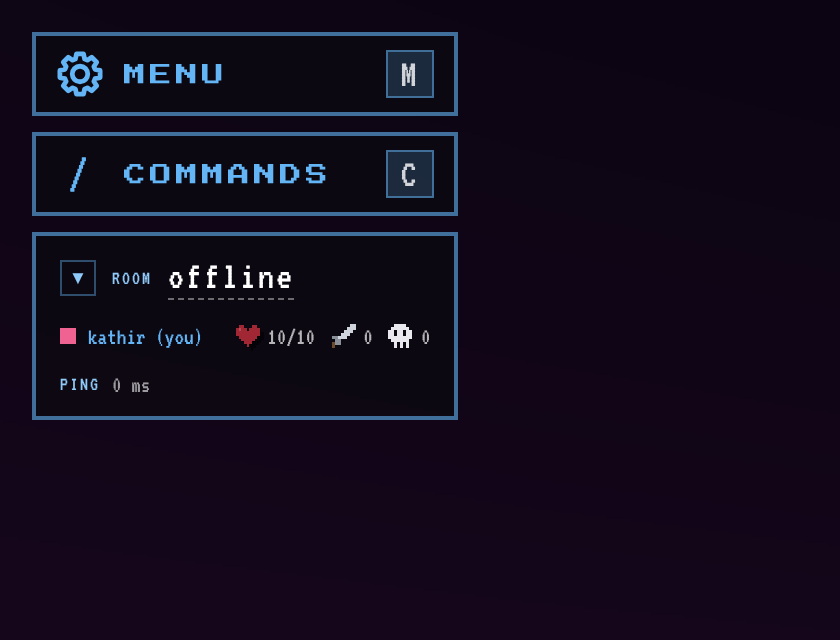 MENU M
/ COMMANDS C
▼ ROOM offline
kathir (you) 10/10 0 0
PING 0 ms